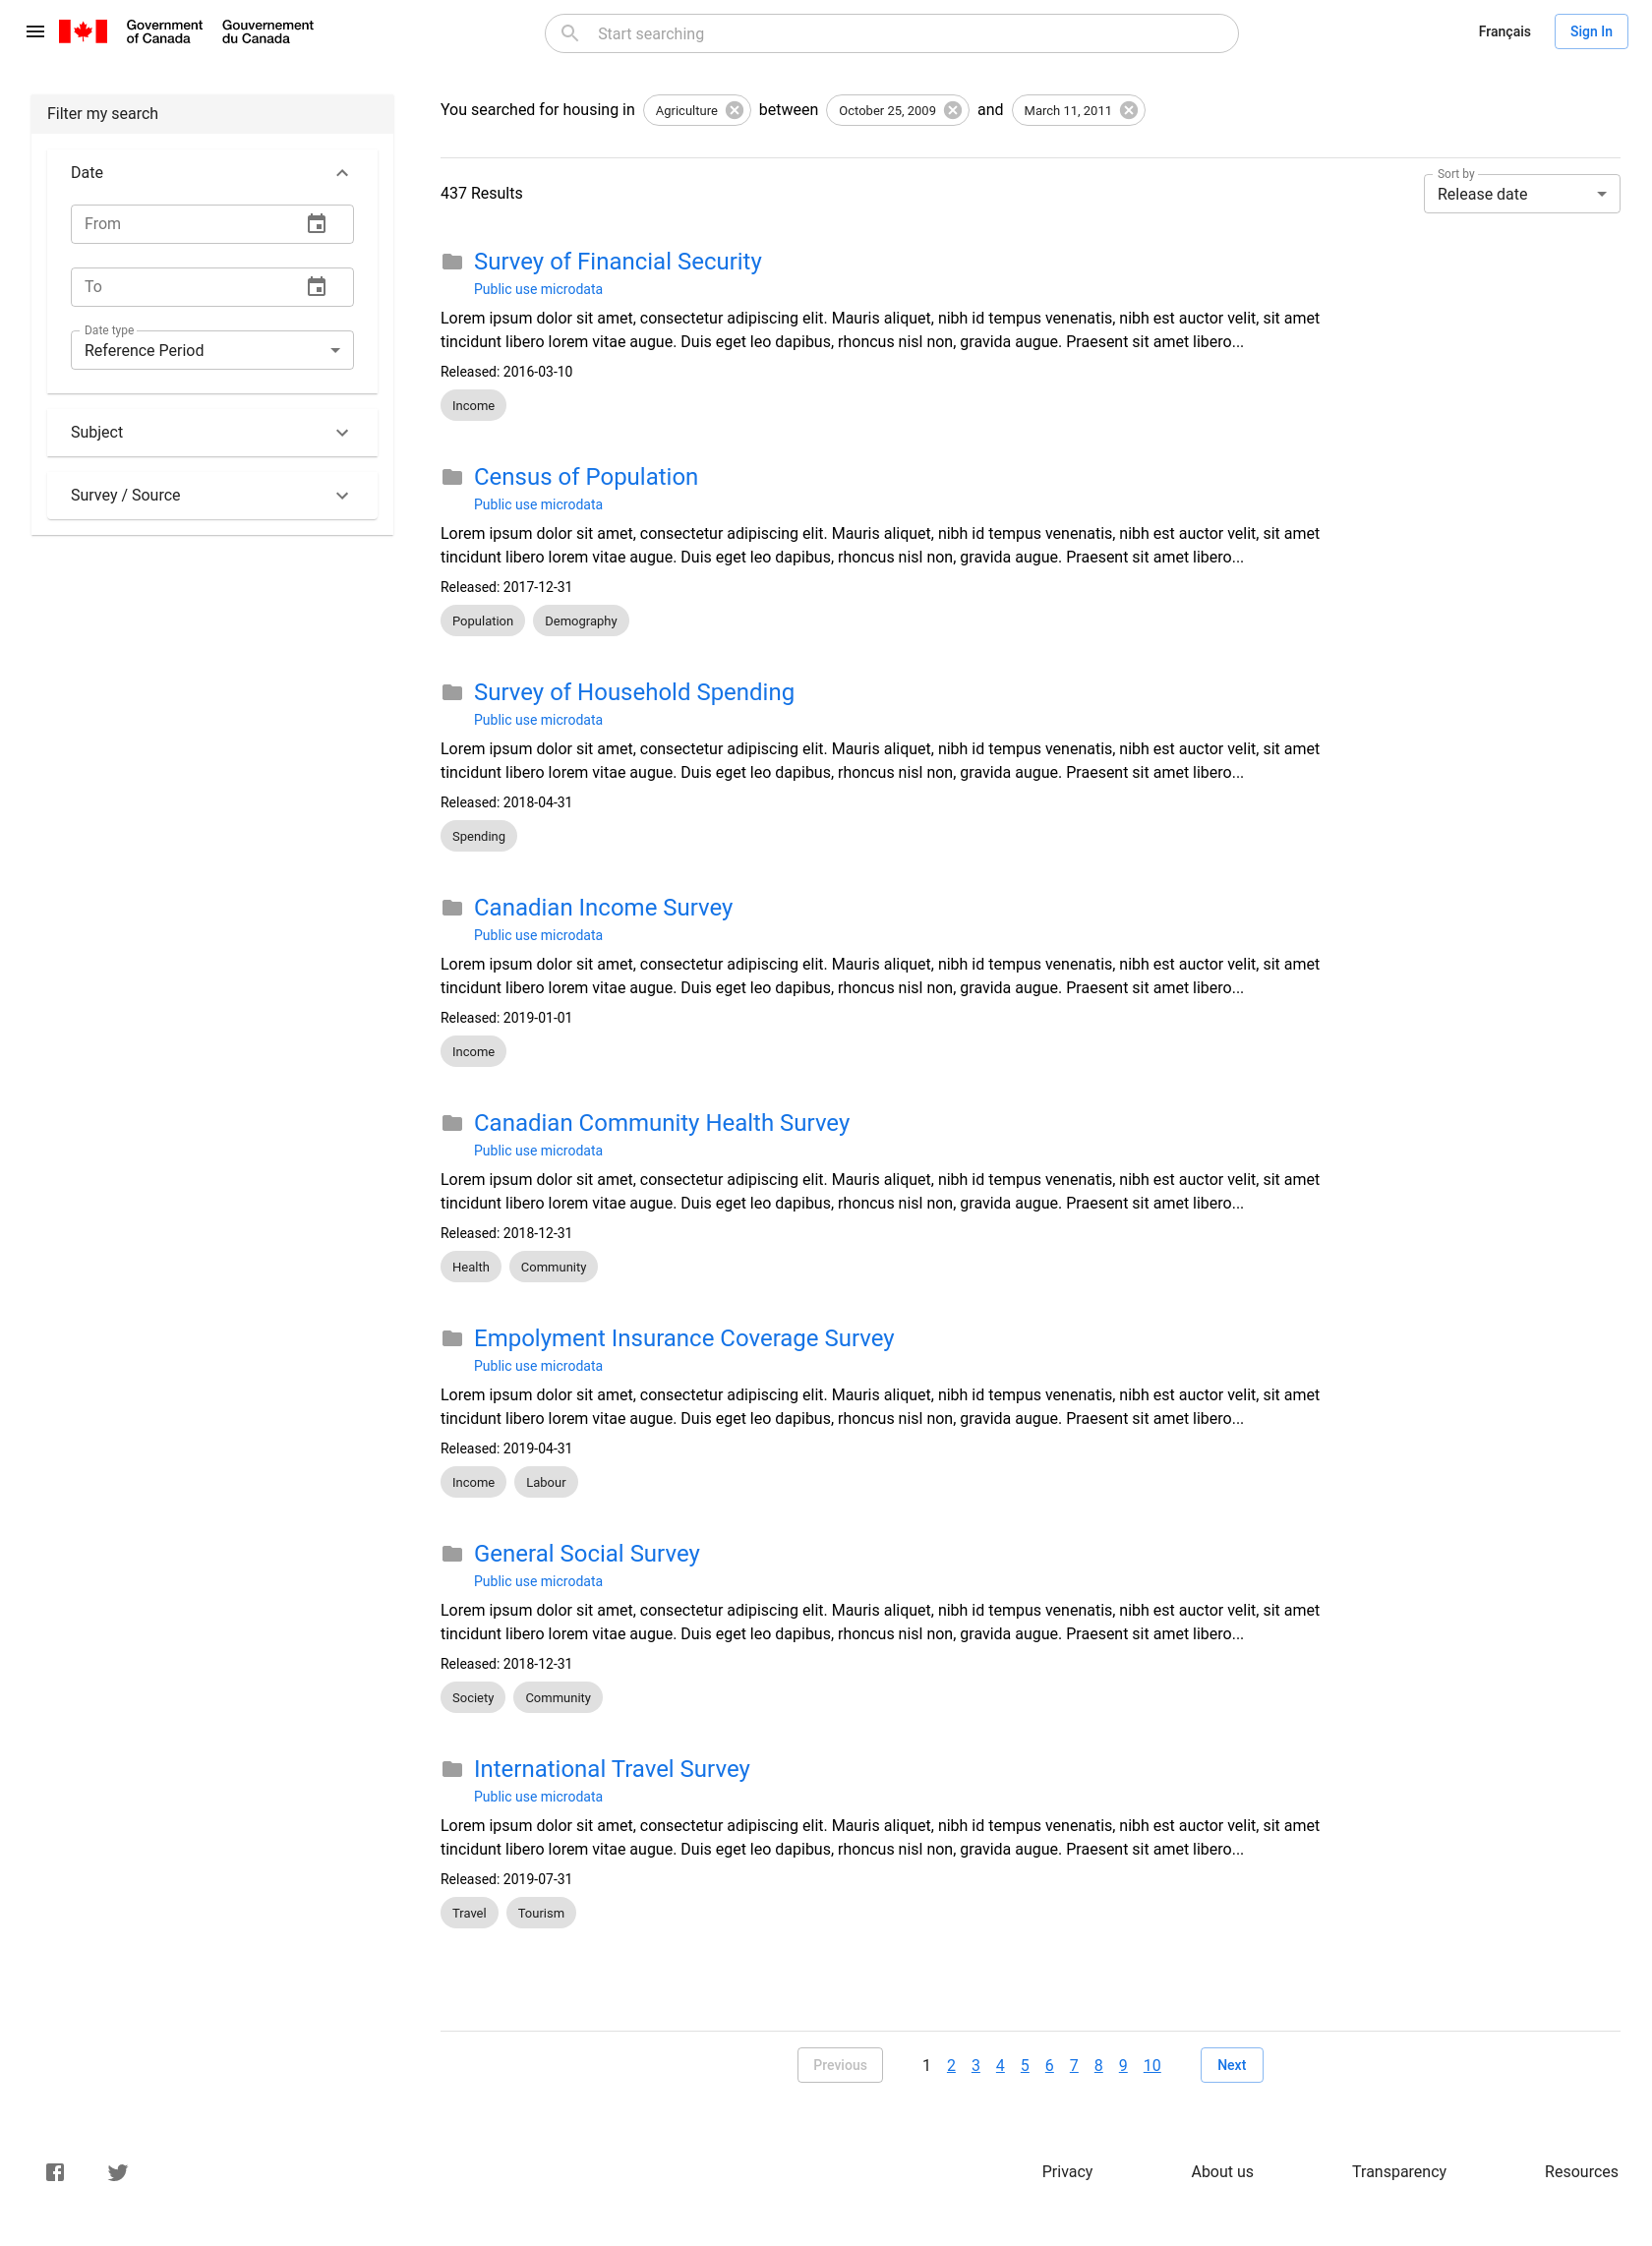 Government
of Canada
Gouvernement
du Canada
Start searching
Français
Sign In
Filter my search
Date
From
To
Date type
Reference Period
Subject
Survey / Source
You searched for housing in Agriculture between October 25, 2009 and March 11, 2011
437 Results
Sort by
Release date
Survey of Financial Security
Public use microdata
Lorem ipsum dolor sit amet, consectetur adipiscing elit. Mauris aliquet, nibh id tempus venenatis, nibh est auctor velit, sit amet
tincidunt libero lorem vitae augue. Duis eget leo dapibus, rhoncus nisl non, gravida augue. Praesent sit amet libero...
Released: 2016-03-10
Income
Census of Population
Public use microdata
Lorem ipsum dolor sit amet, consectetur adipiscing elit. Mauris aliquet, nibh id tempus venenatis, nibh est auctor velit, sit amet
tincidunt libero lorem vitae augue. Duis eget leo dapibus, rhoncus nisl non, gravida augue. Praesent sit amet libero...
Released: 2017-12-31
Population Demography
Survey of Household Spending
Public use microdata
Lorem ipsum dolor sit amet, consectetur adipiscing elit. Mauris aliquet, nibh id tempus venenatis, nibh est auctor velit, sit amet
tincidunt libero lorem vitae augue. Duis eget leo dapibus, rhoncus nisl non, gravida augue. Praesent sit amet libero...
Released: 2018-04-31
Spending
Canadian Income Survey
Public use microdata
Lorem ipsum dolor sit amet, consectetur adipiscing elit. Mauris aliquet, nibh id tempus venenatis, nibh est auctor velit, sit amet
tincidunt libero lorem vitae augue. Duis eget leo dapibus, rhoncus nisl non, gravida augue. Praesent sit amet libero...
Released: 2019-01-01
Income
Canadian Community Health Survey
Public use microdata
Lorem ipsum dolor sit amet, consectetur adipiscing elit. Mauris aliquet, nibh id tempus venenatis, nibh est auctor velit, sit amet
tincidunt libero lorem vitae augue. Duis eget leo dapibus, rhoncus nisl non, gravida augue. Praesent sit amet libero...
Released: 2018-12-31
Health Community
Empolyment Insurance Coverage Survey
Public use microdata
Lorem ipsum dolor sit amet, consectetur adipiscing elit. Mauris aliquet, nibh id tempus venenatis, nibh est auctor velit, sit amet
tincidunt libero lorem vitae augue. Duis eget leo dapibus, rhoncus nisl non, gravida augue. Praesent sit amet libero...
Released: 2019-04-31
Income Labour
General Social Survey
Public use microdata
Lorem ipsum dolor sit amet, consectetur adipiscing elit. Mauris aliquet, nibh id tempus venenatis, nibh est auctor velit, sit amet
tincidunt libero lorem vitae augue. Duis eget leo dapibus, rhoncus nisl non, gravida augue. Praesent sit amet libero...
Released: 2018-12-31
Society Community
International Travel Survey
Public use microdata
Lorem ipsum dolor sit amet, consectetur adipiscing elit. Mauris aliquet, nibh id tempus venenatis, nibh est auctor velit, sit amet
tincidunt libero lorem vitae augue. Duis eget leo dapibus, rhoncus nisl non, gravida augue. Praesent sit amet libero...
Released: 2019-07-31
Travel Tourism
Previous 1 2 3 4 5 6 7 8 9 10 Next
Privacy About us Transparency Resources